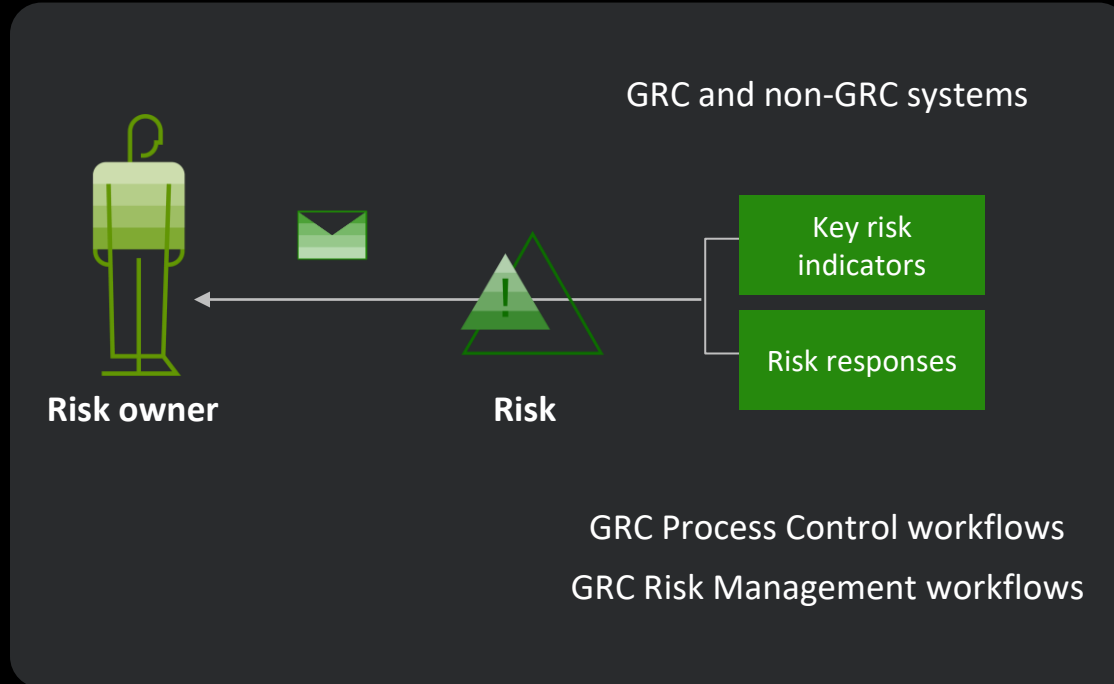 GRC and non-GRC systems
Key risk
indicators
!
Risk responses
Risk owner
Risk
GRC Process Control workflows
GRC Risk Management workflows